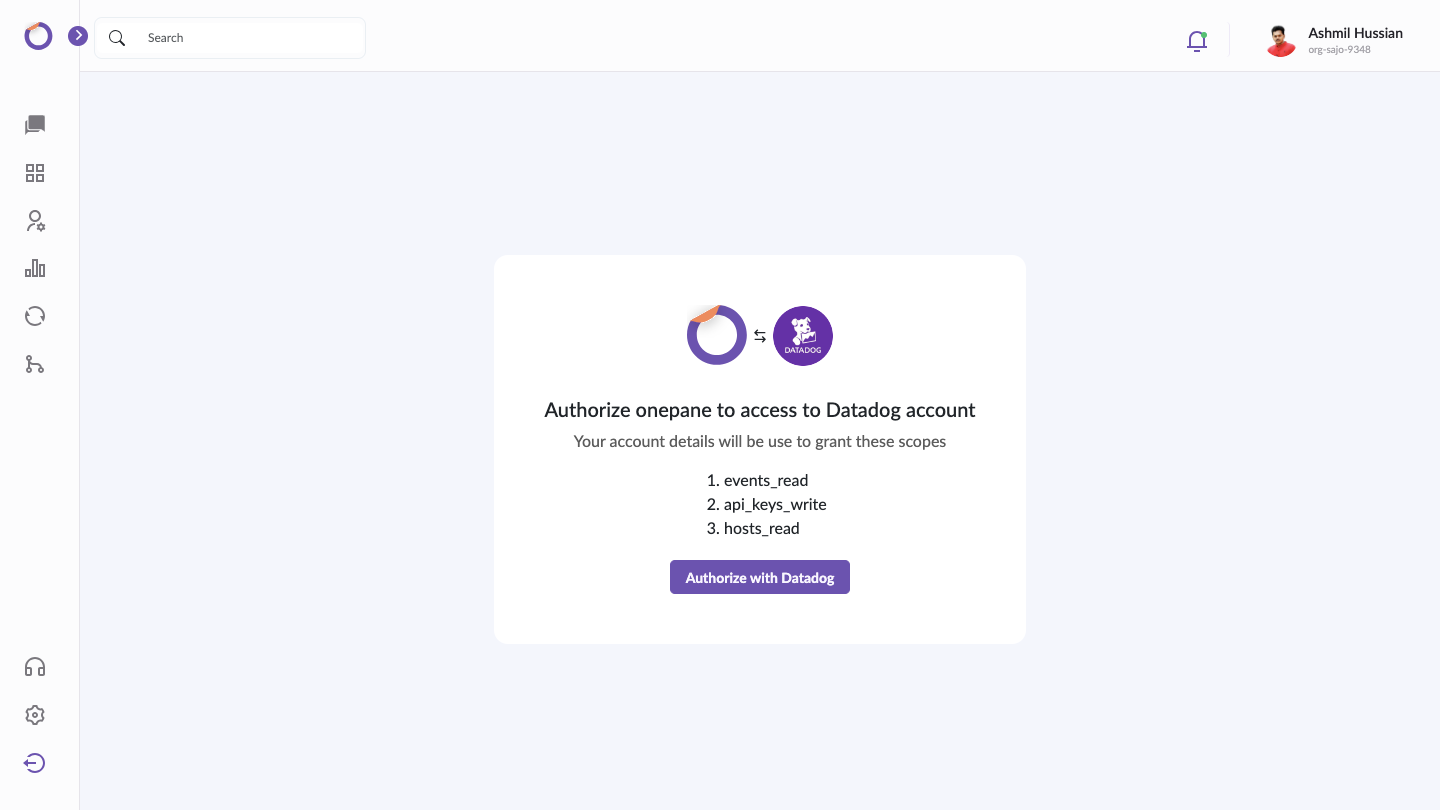 Search
Ashmil Hussian
org-sajo-9348
DATADOG
Authorize onepane to access to Datadog account
Your account details will be use to grant these scopes
1. events_read
2. api_keys_write
3. hosts_read
Authorize with Datadog